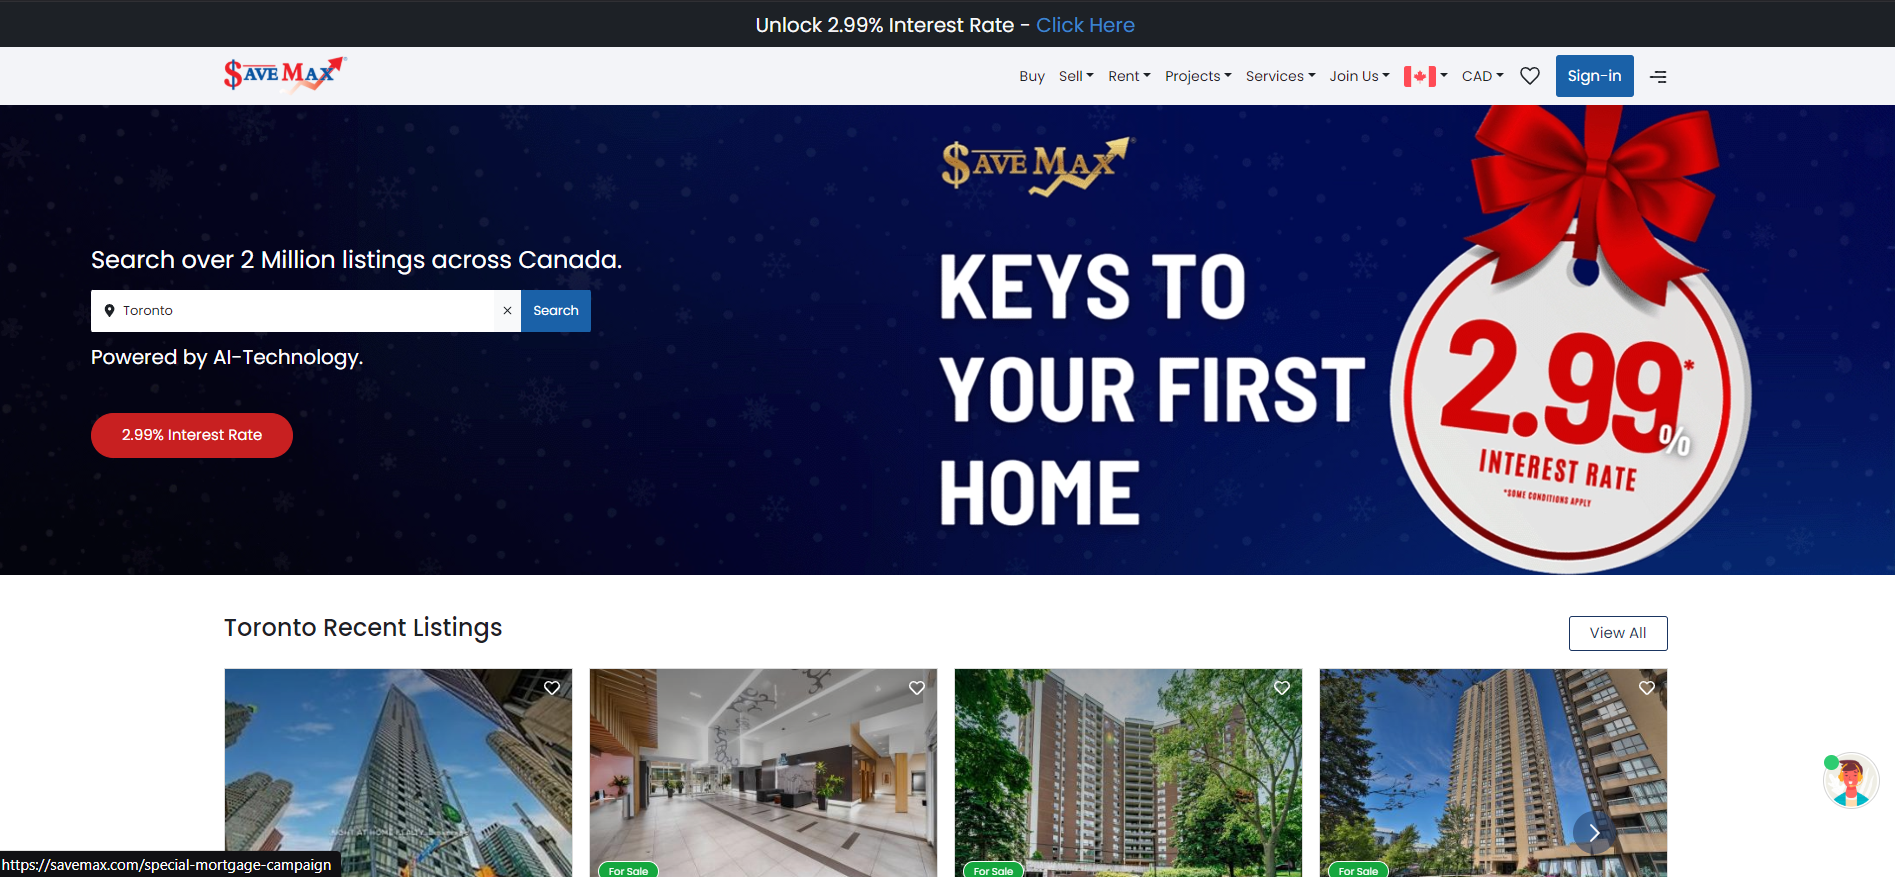 Unlock 2.99% Interest Rate - Click Here
$AVE MAX
Buy Sell Rent Projects Services Join Us CAD Sign-in
$AVE MAX
KEYS TO
YOUR FIRST
HOME
2.99*
%
INTEREST RATE
*SOME CONDITIONS APPLY
Search over 2 Million listings across Canada.
Toronto × Search
Powered by AI-Technology.
2.99% Interest Rate
Toronto Recent Listings
View All
For Sale
For Sale
For Sale
https://savemax.com/special-mortgage-campaign